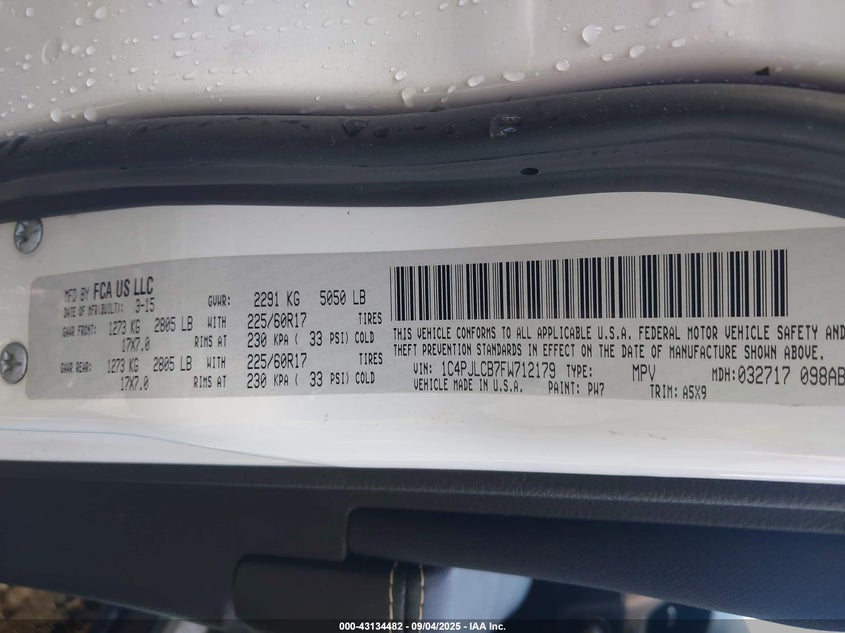 MFD BY FCA US LLC
DATE OF MFR(BUILT): 3-15
GVWR: 2291 KG 5050 LB
GAWR FRONT: 1273 KG 2805 LB WITH 225/60R17 TIRES
17X7.0 RIMS AT 230 KPA ( 33 PSI) COLD
GAWR REAR: 1273 KG 2805 LB WITH 225/60R17 TIRES
17X7.0 RIMS AT 230 KPA ( 33 PSI) COLD
THIS VEHICLE CONFORMS TO ALL APPLICABLE U.S.A. FEDERAL MOTOR VEHICLE SAFETY AND
THEFT PREVENTION STANDARDS IN EFFECT ON THE DATE OF MANUFACTURE SHOWN ABOVE.
VIN: 1C4PJLCB7FW712179 TYPE: MPV MDH: 032717 098AB
VEHICLE MADE IN U.S.A. PAINT: PW7 TRIM: A5X9
000-43134482 - 09/04/2025 - IAA Inc.